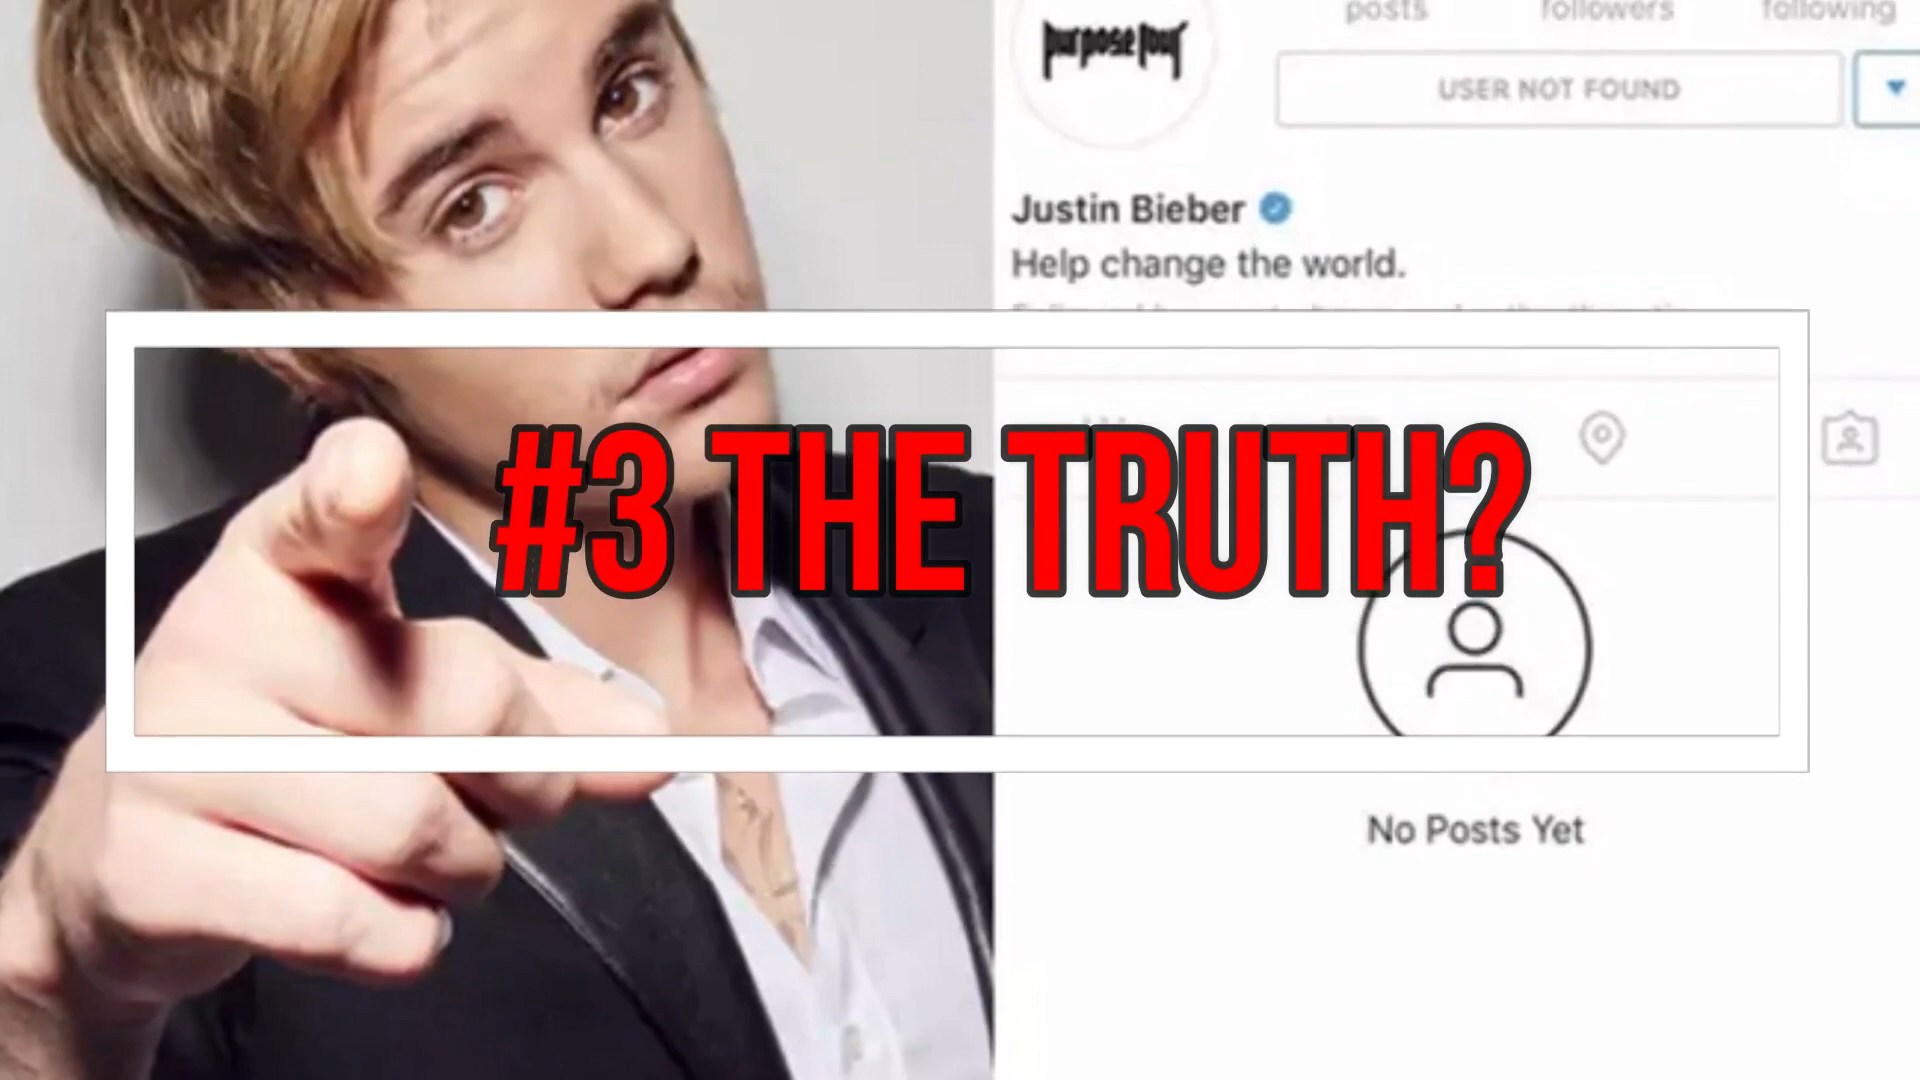 posts followers following
purpose tour
USER NOT FOUND
Justin Bieber
Help change the world.
#3 THE TRUTH?
No Posts Yet